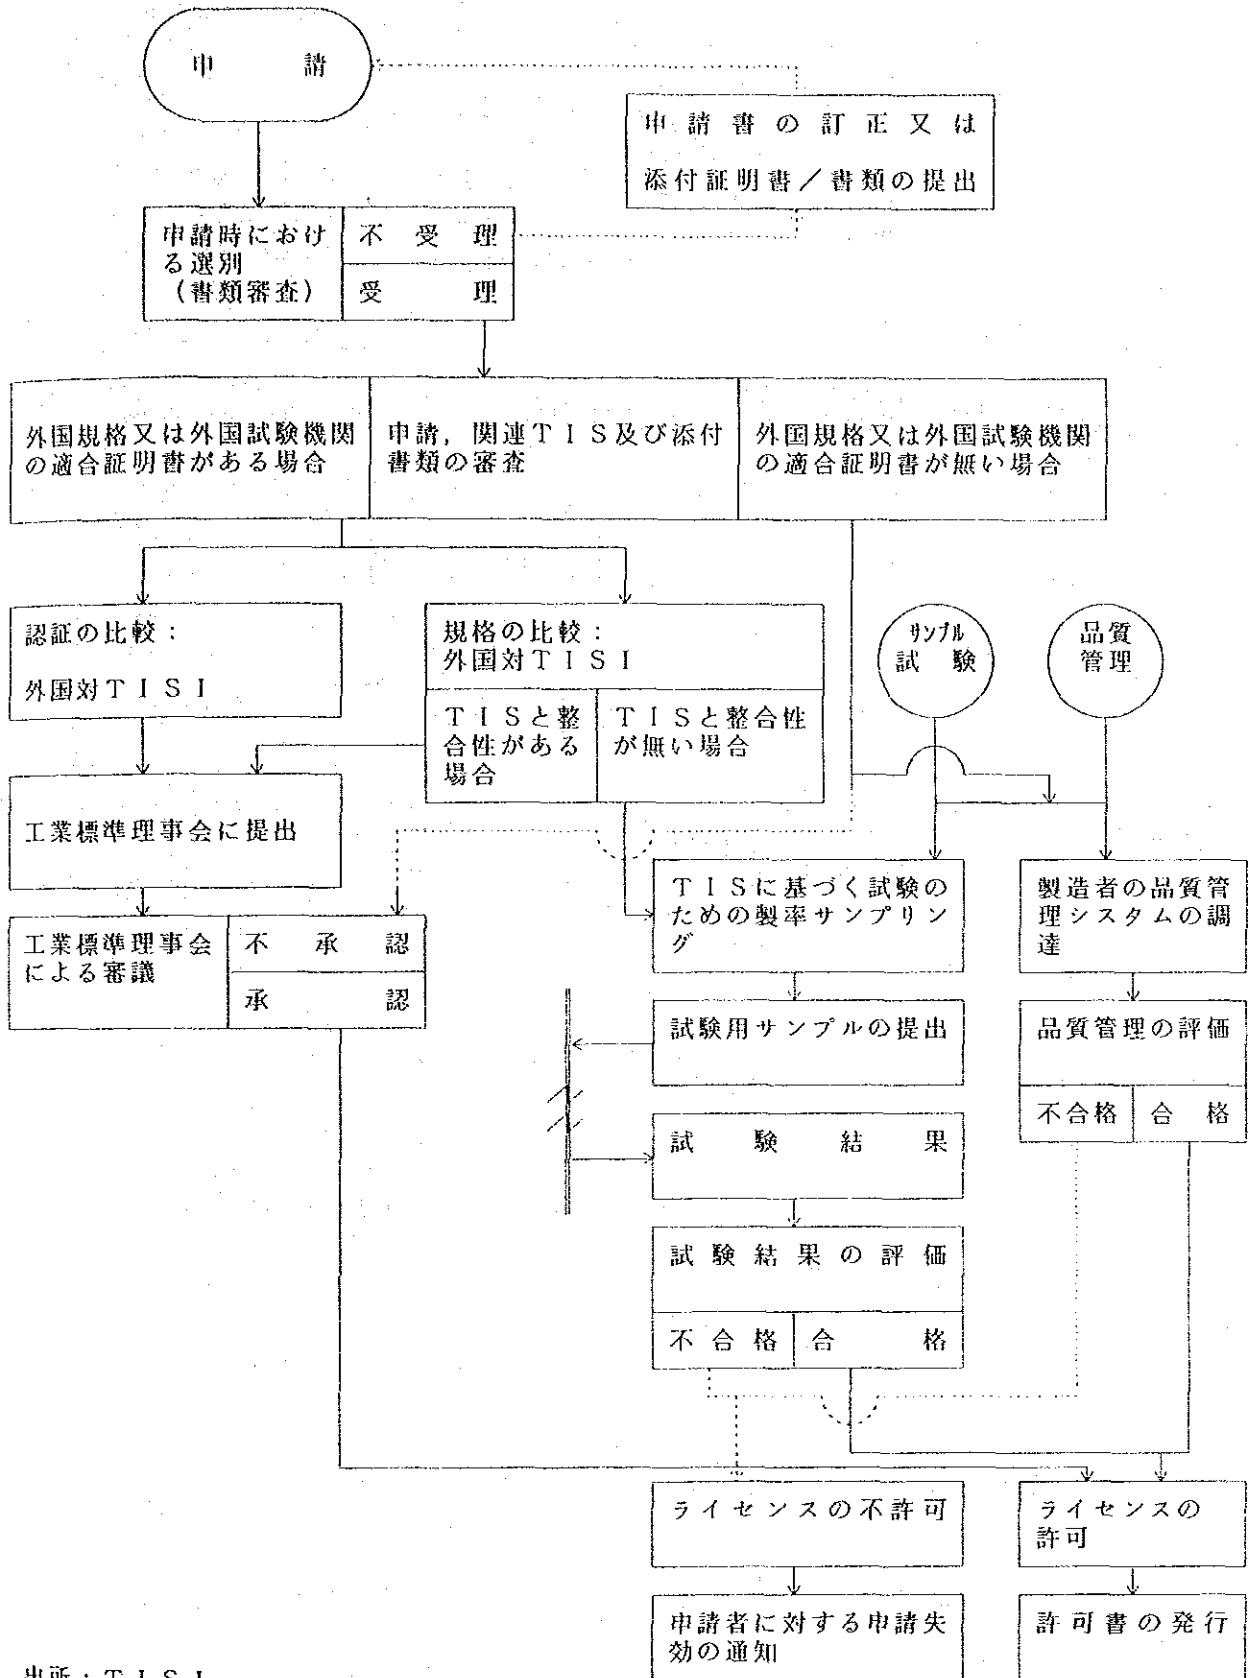 申請
申請書の訂正又は
添付証明書／書類の提出
申請時におけ
る選別
（書類審査）
不受理
受理
外国規格又は外国試験機関
の適合証明書がある場合
申請，関連ＴＩＳ及び添付
書類の審査
外国規格又は外国試験機関
の適合証明書が無い場合
認証の比較：
外国対ＴＩＳＩ
規格の比較：
外国対ＴＩＳＩ
ＴＩＳと整
合性がある
場合
ＴＩＳと整合性
が無い場合
サンプル
試験
品質
管理
工業標準理事会に提出
工業標準理事会
による審議
不承認
承認
ＴＩＳに基づく試験の
ための製率サンプリン
グ
製造者の品質管
理システムの調
達
試験用サンプルの提出
品質管理の評価
不合格
合格
試験結果
試験結果の評価
不合格
合格
ライセンスの不許可
ライセンスの
許可
申請者に対する申請失
効の通知
許可書の発行
出所：ＴＩＳＩ